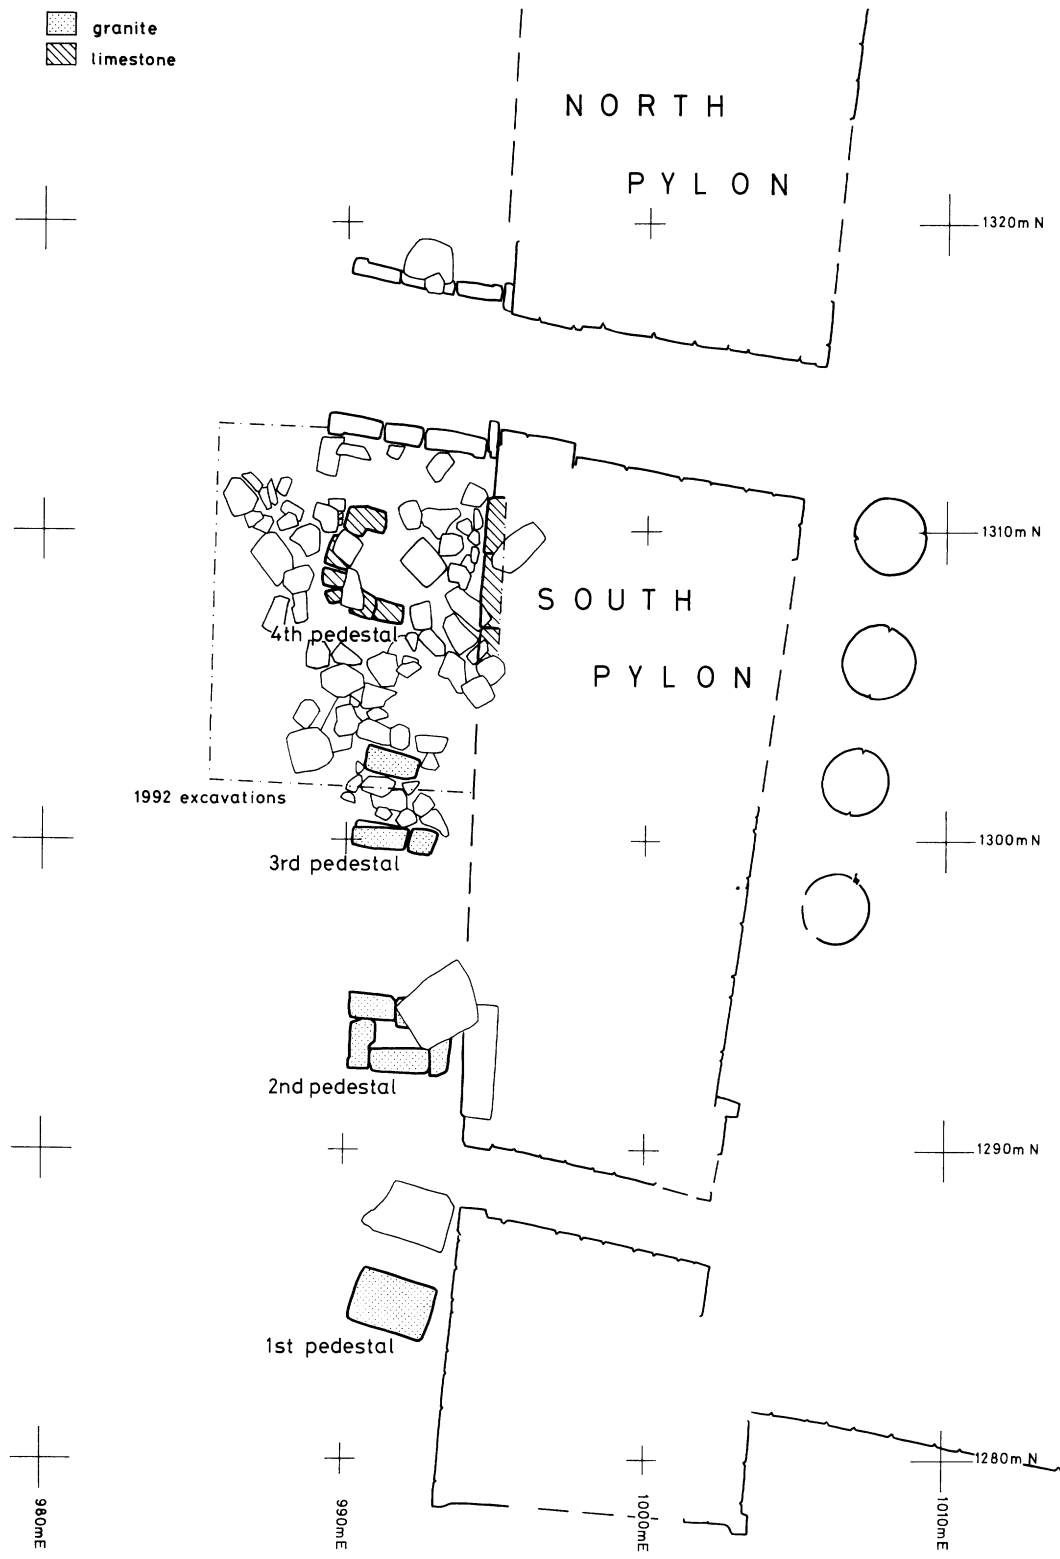 granite
limestone
NORTH
PYLON
1320m N
1310m N
SOUTH
4th pedestal
PYLON
1992 excavations
1300m N
3rd pedestal
2nd pedestal
1290m N
1st pedestal
1280m N
980mE
990mE
1000mE
1010mE